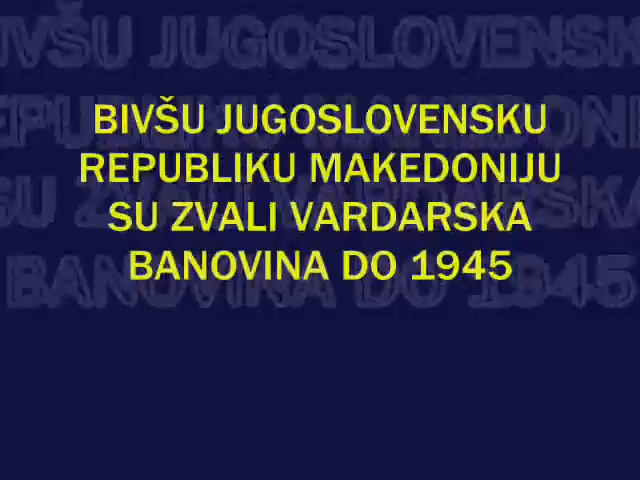 BIVŠU JUGOSLOVENSKU
REPUBLIKU MAKEDONIJU
SU ZVALI VARDARSKA
BANOVINA DO 1945